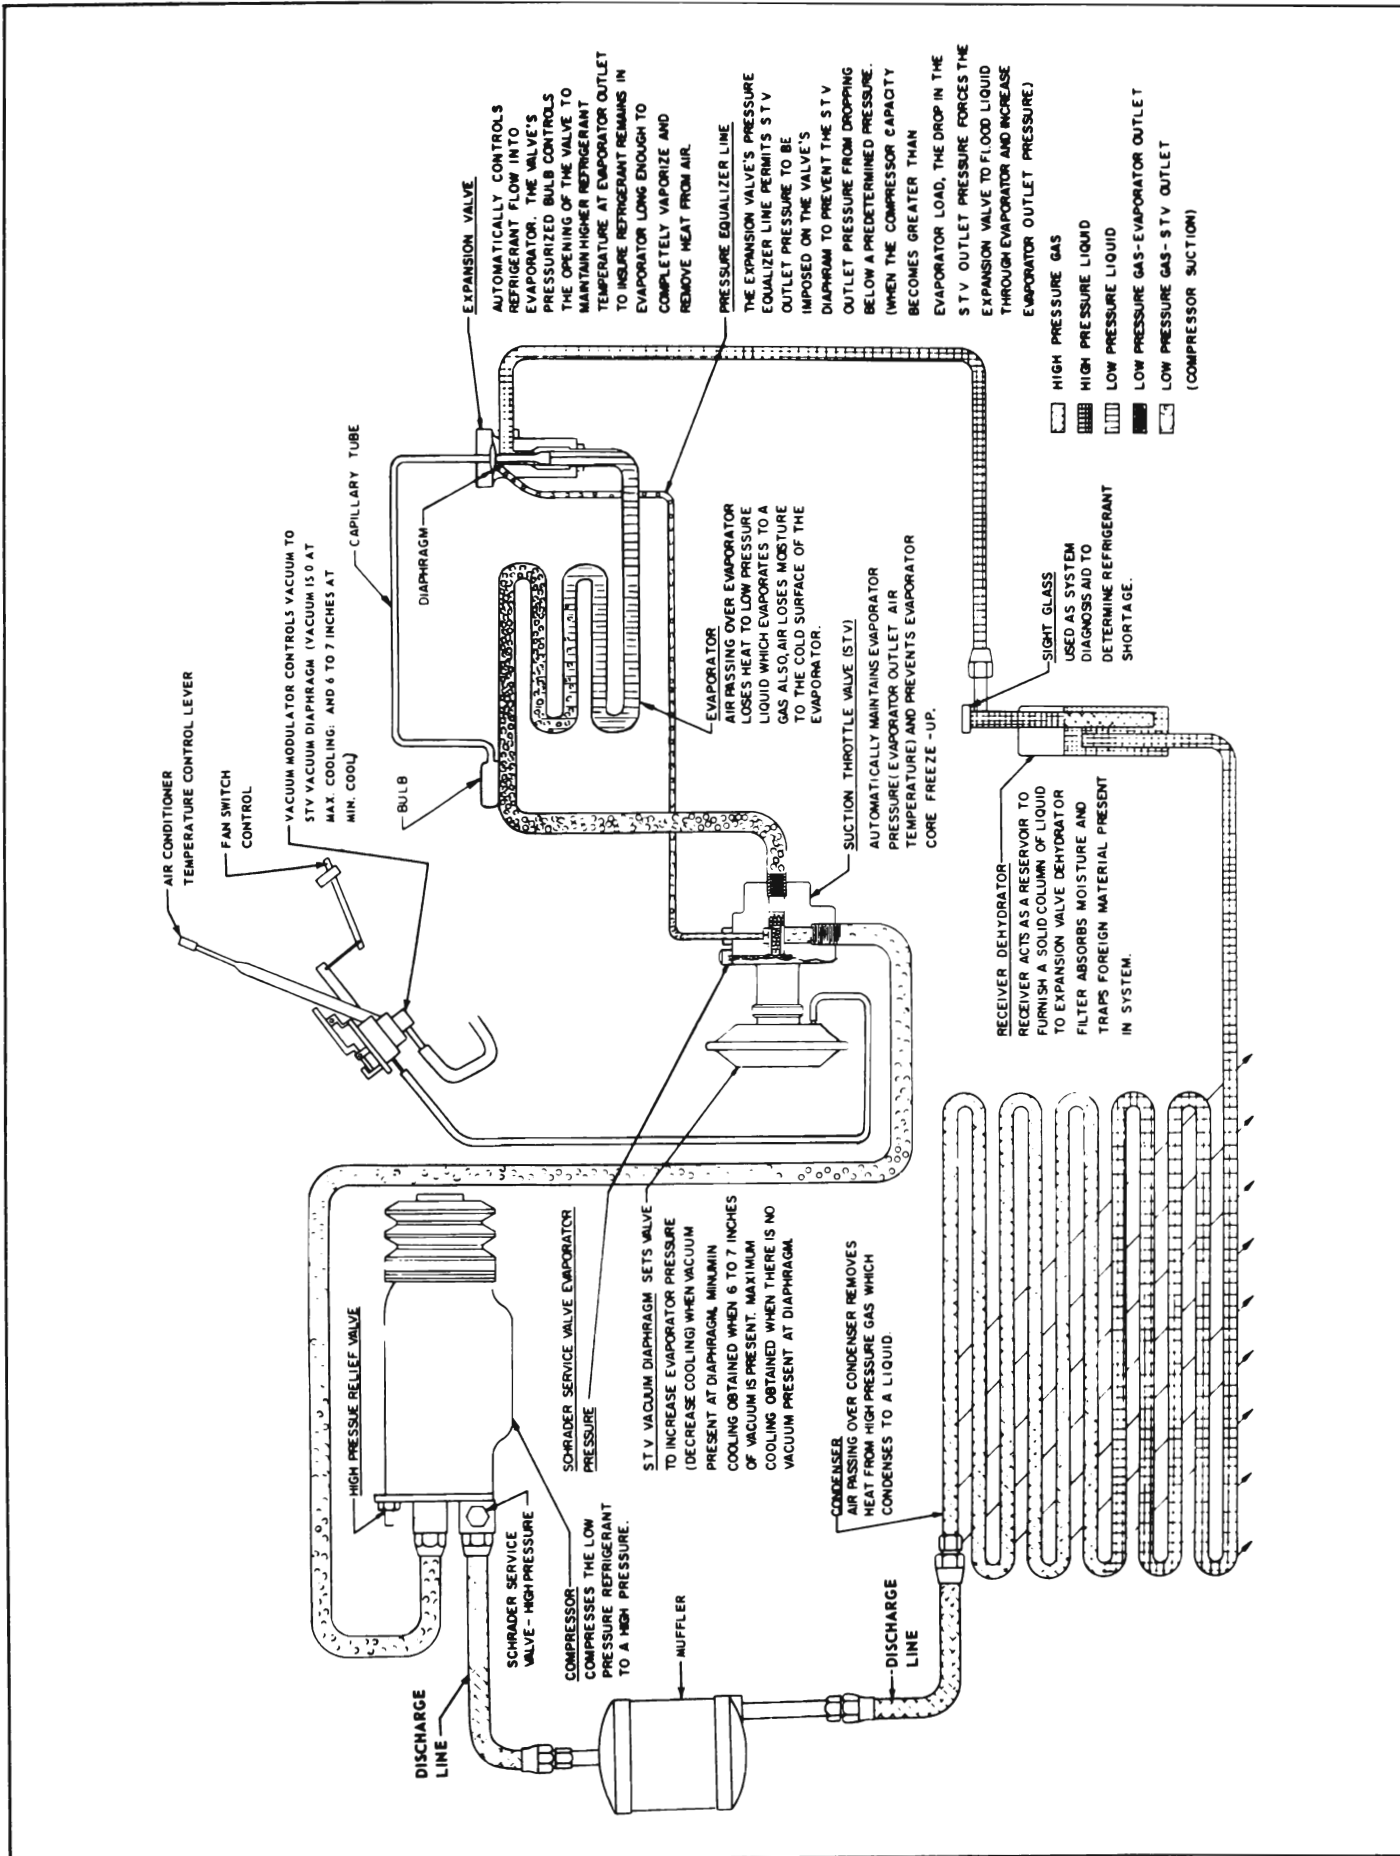 AIR CONDITIONER
TEMPERATURE CONTROL LEVER
FAN SWITCH
CONTROL
VACUUM MODULATOR CONTROLS VACUUM TO
STV VACUUM DIAPHRAGM (VACUUM IS 0 AT
MAX. COOLING: AND 6 TO 7 INCHES AT
MIN. COOL)
CAPILLARY TUBE
BULB
DIAPHRAGM
EXPANSION VALVE
AUTOMATICALLY CONTROLS
REFRIGERANT FLOW INTO
EVAPORATOR. THE VALVE'S
PRESSURIZED BULB CONTROLS
THE OPENING OF THE VALVE TO
MAINTAIN HIGHER REFRIGERANT
TEMPERATURE AT EVAPORATOR OUTLET
TO INSURE REFRIGERANT REMAINS IN
EVAPORATOR LONG ENOUGH TO
COMPLETELY VAPORIZE AND
REMOVE HEAT FROM AIR.
PRESSURE EQUALIZER LINE
THE EXPANSION VALVE'S PRESSURE
EQUALIZER LINE PERMITS STV
OUTLET PRESSURE TO BE
IMPOSED ON THE VALVE'S
DIAPHRAM TO PREVENT THE STV
OUTLET PRESSURE FROM DROPPING
BELOW A PREDETERMINED PRESSURE.
(WHEN THE COMPRESSOR CAPACITY
BECOMES GREATER THAN
EVAPORATOR LOAD, THE DROP IN THE
STV OUTLET PRESSURE FORCES THE
EXPANSION VALVE TO FLOOD LIQUID
THROUGH EVAPORATOR AND INCREASE
EVAPORATOR OUTLET PRESSURE)
HIGH PRESSURE GAS
HIGH PRESSURE LIQUID
LOW PRESSURE LIQUID
LOW PRESSURE GAS-EVAPORATOR OUTLET
LOW PRESSURE GAS-STV OUTLET
(COMPRESSOR SUCTION)
EVAPORATOR
AIR PASSING OVER EVAPORATOR
LOSES HEAT TO LOW PRESSURE
LIQUID WHICH EVAPORATES TO A
GAS ALSO, AIR LOSES MOISTURE
TO THE COLD SURFACE OF THE
EVAPORATOR.
SUCTION THROTTLE VALVE (STV)
AUTOMATICALLY MAINTAINS EVAPORATOR
PRESSURE (EVAPORATOR OUTLET AIR
TEMPERATURE) AND PREVENTS EVAPORATOR
CORE FREEZE-UP.
SIGHT GLASS
USED AS SYSTEM
DIAGNOSIS AID TO
DETERMINE REFRIGERANT
SHORTAGE.
RECEIVER DEHYDRATOR
RECEIVER ACTS AS A RESERVOIR TO
FURNISH A SOLID COLUMN OF LIQUID
TO EXPANSION VALVE DEHYDRATOR
FILTER ABSORBS MOISTURE AND
TRAPS FOREIGN MATERIAL PRESENT
IN SYSTEM.
HIGH PRESSUE RELIEF VALVE
SCHRADER SERVICE VALVE EVAPORATOR
PRESSURE
STV VACUUM DIAPHRAGM SETS VALVE
TO INCREASE EVAPORATOR PRESSURE
(DECREASE COOLING) WHEN VACUUM
PRESENT AT DIAPHRAGM, MINUMIN
COOLING OBTAINED WHEN 6 TO 7 INCHES
OF VACUUM IS PRESENT. MAXIMUM
COOLING OBTAINED WHEN THERE IS NO
VACUUM PRESENT AT DIAPHRAGM.
CONDENSER
AIR PASSING OVER CONDENSER REMOVES
HEAT FROM HIGH PRESSURE GAS WHICH
CONDENSES TO A LIQUID.
SCHRADER SERVICE
VALVE-HIGH PRESSURE
COMPRESSOR
COMPRESSES THE LOW
PRESSURE REFRIGERANT
TO A HIGH PRESSURE.
DISCHARGE
LINE
MUFFLER
DISCHARGE
LINE